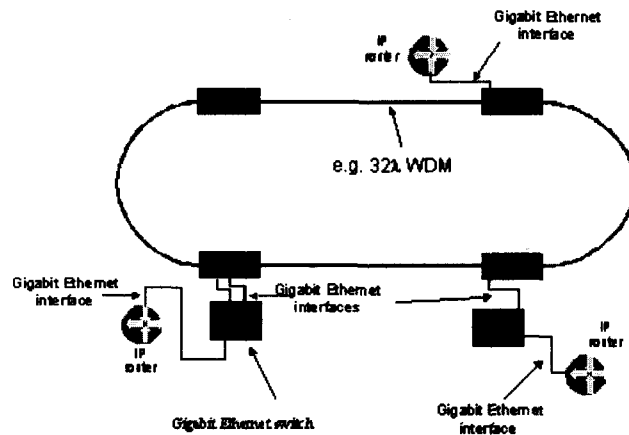 Gigabit Ethernet
interface
IP
router
e.g. 32λ WDM
Gigabit Ethernet
interface
Gigabit Ethernet
interfaces
IP
router
IP
router
Gigabit Ethernet switch
Gigabit Ethernet
interface